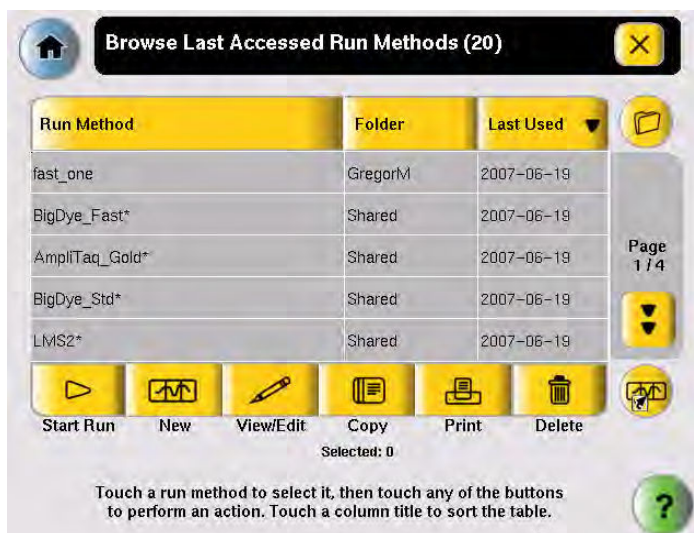 Browse Last Accessed Run Methods (20)
Run Method Folder Last Used
fast_one GregorM 2007-06-19
BigDye_Fast* Shared 2007-06-19
AmpliTaq_Gold* Shared 2007-06-19
BigDye_Std* Shared 2007-06-19
LMS2* Shared 2007-06-19
Page
1/4
Start Run New View/Edit Copy Print Delete
Selected: 0
Touch a run method to select it, then touch any of the buttons
to perform an action. Touch a column title to sort the table.
?